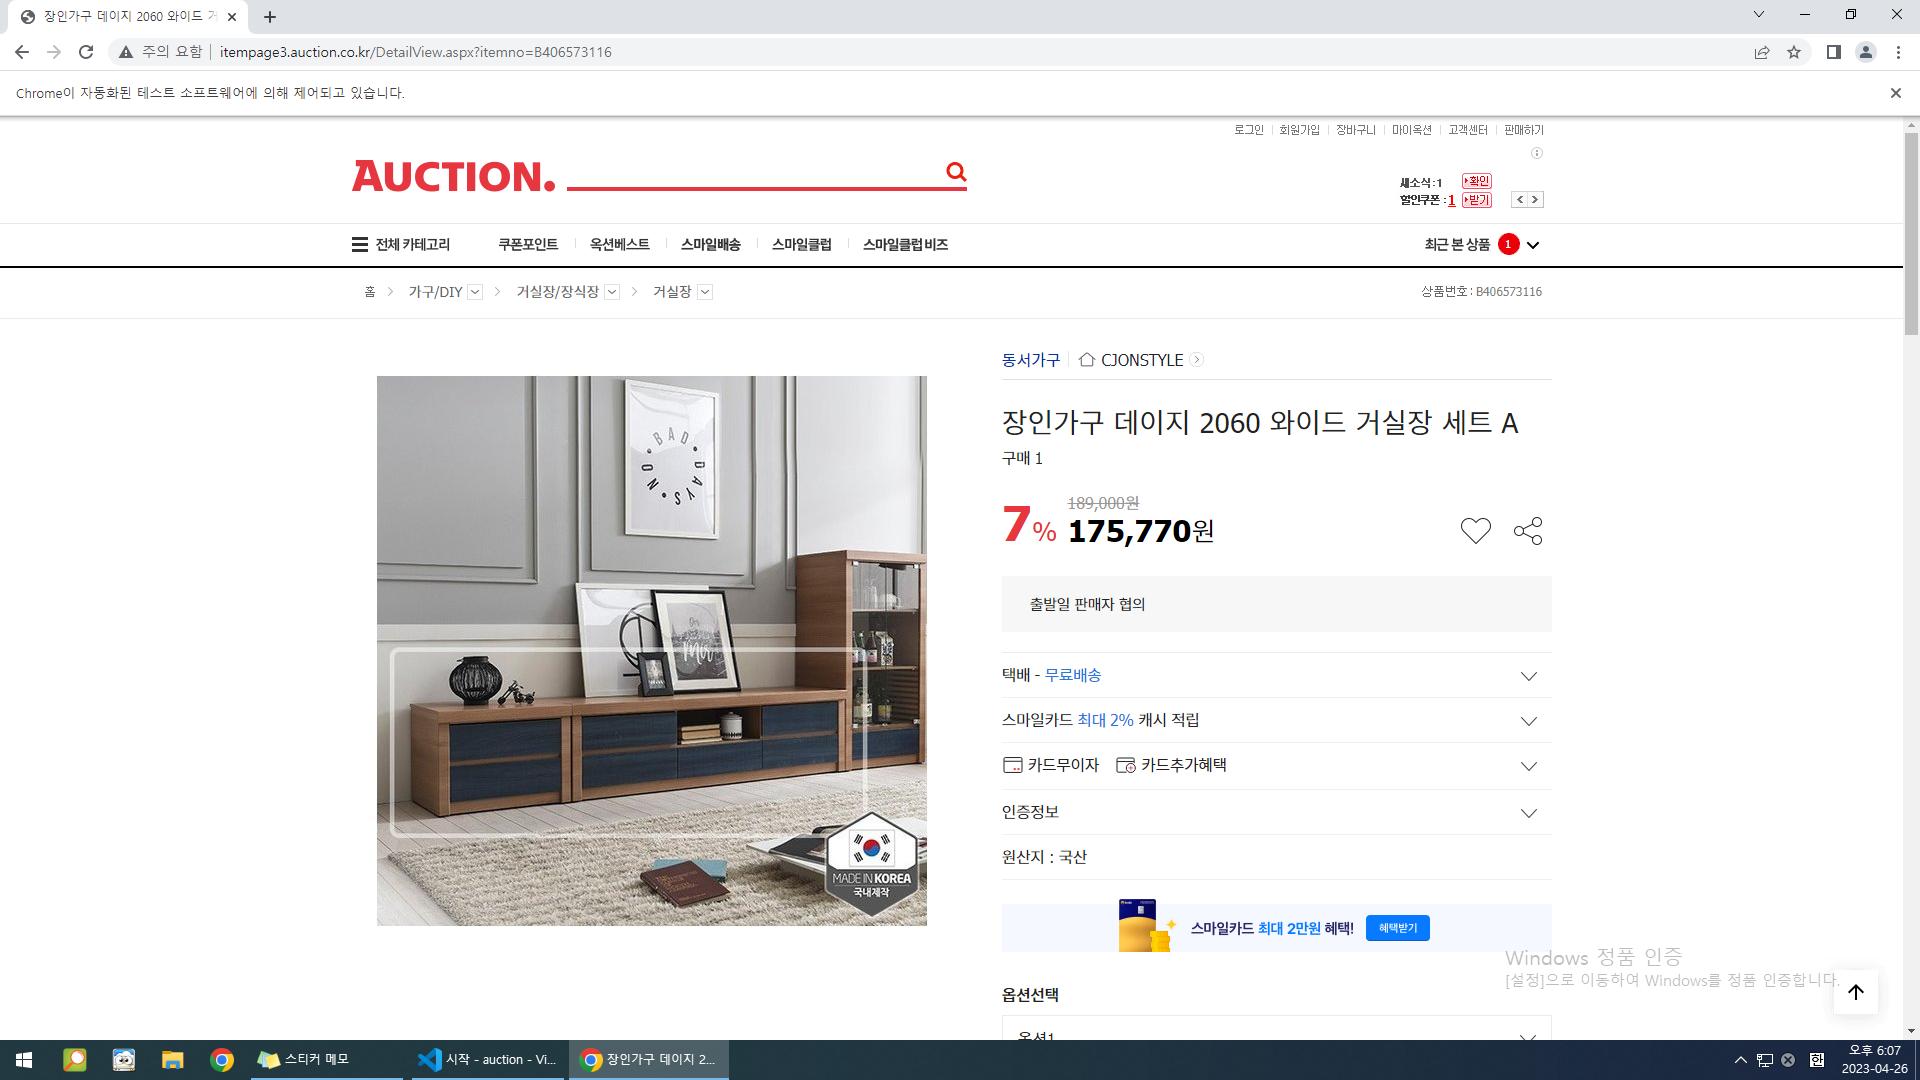 장인가구 데이지 2060 와이드 거
주의 요함
itempage3.auction.co.kr/DetailView.aspx?itemno=B406573116
Chrome이 자동화된 테스트 소프트웨어에 의해 제어되고 있습니다.
로그인 회원가입 장바구니 마이옥션 고객센터 판매하기
AUCTION.
새소식 : 1 확인
할인쿠폰 : 1 받기
전체 카테고리 쿠폰포인트 옥션베스트 스마일배송 스마일클럽 스마일클럽 비즈 최근 본 상품 1
홈 > 가구/DIY > 거실장/장식장 > 거실장 상품번호 : B406573116
동서가구 CJONSTYLE
장인가구 데이지 2060 와이드 거실장 세트 A
구매 1
189,000원
7% 175,770원
출발일 판매자 협의
택배 - 무료배송
스마일카드 최대 2% 캐시 적립
카드무이자 카드추가혜택
인증정보
원산지 : 국산
BAD DAYS NO
Mir
MADE IN KOREA
국내제작
스마일카드 최대 2만원 혜택! 혜택받기
Windows 정품 인증
[설정]으로 이동하여 Windows를 정품 인증합니다.
옵션선택
옵션1
스티커 메모
시작 - auction - Vi...
장인가구 데이지 2...
한
오후 6:07
2023-04-26